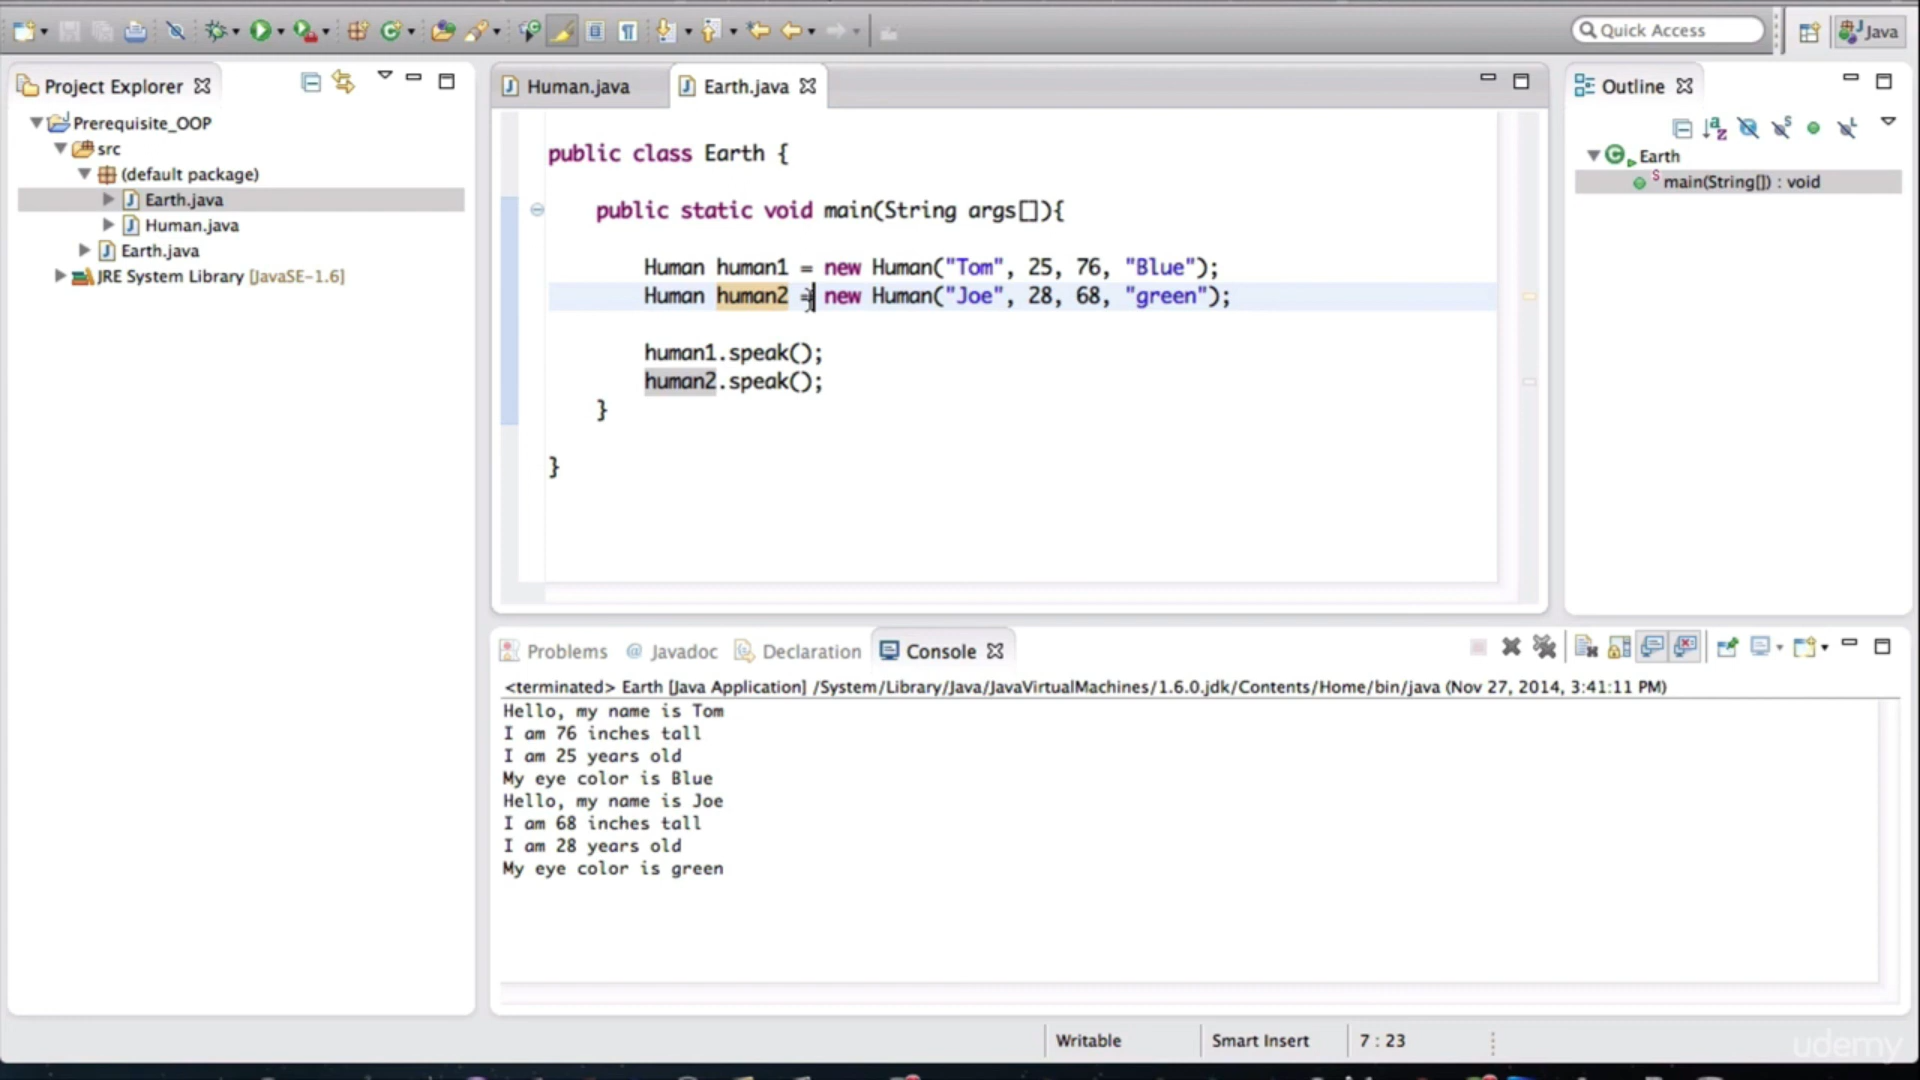 Quick Access
Java
Project Explorer
Prerequisite_OOP
src
(default package)
Earth.java
Human.java
Earth.java
JRE System Library [JavaSE-1.6]
Human.java
Earth.java
public class Earth {
public static void main(String args[]){
Human human1 = new Human("Tom", 25, 76, "Blue");
Human human2 = new Human("Joe", 28, 68, "green");
human1.speak();
human2.speak();
}
}
Outline
Earth
main(String[]) : void
Problems
Javadoc
Declaration
Console
<terminated> Earth [Java Application] /System/Library/Java/JavaVirtualMachines/1.6.0.jdk/Contents/Home/bin/java (Nov 27, 2014, 3:41:11 PM)
Hello, my name is Tom
I am 76 inches tall
I am 25 years old
My eye color is Blue
Hello, my name is Joe
I am 68 inches tall
I am 28 years old
My eye color is green
Writable
Smart Insert
7 : 23
udemy